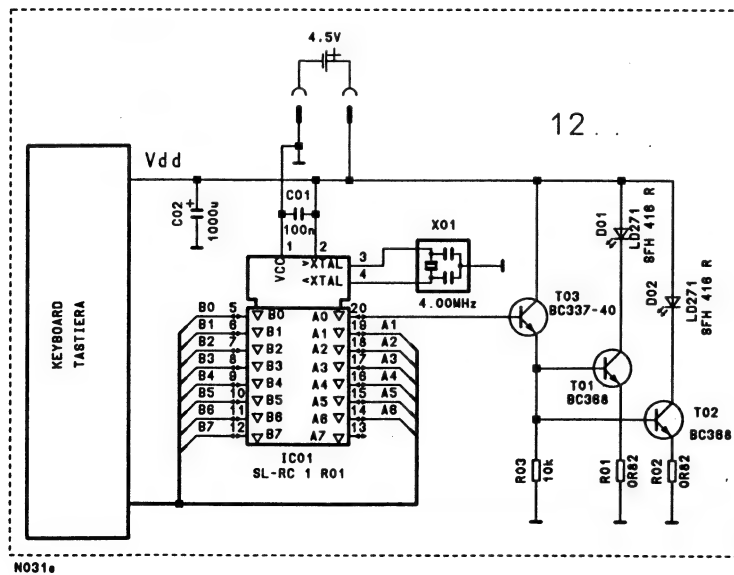 4.5V
12 ..
Vdd
C02
1000u
C01
100n
1
2
VCC
>XTAL
<XTAL
3
4
X01
4.00MHz
D01
LD271
SFH 416 R
D02
LD271
SFH 416 R
T03
BC337-40
T01
BC368
T02
BC368
KEYBOARD
TASTIERA
B0 5 B0 A0 20
B1 6 B1 A1 19 A1
B2 7 B2 A2 18 A2
B3 8 B3 A3 17 A3
B4 9 B4 A4 16 A4
B5 10 B5 A5 15 A5
B6 11 B6 A6 14 A6
B7 12 B7 A7 13
IC01
SL-RC 1 R01
R03
10k
R01
0R82
R02
0R82
N031e